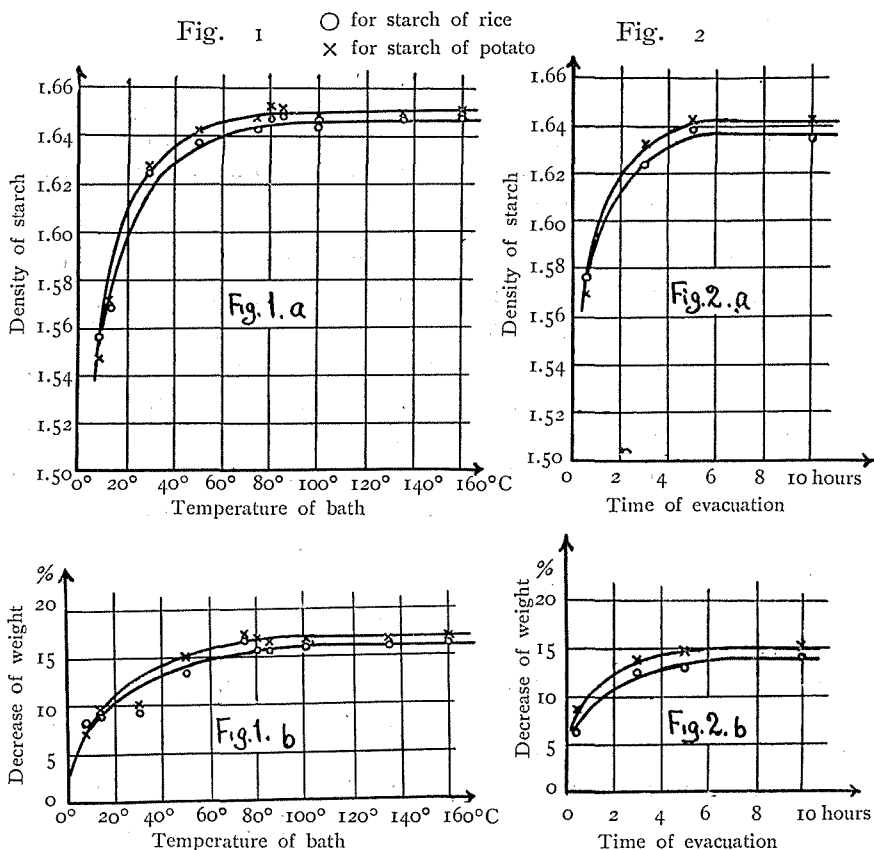 Fig. 1
O for starch of rice
× for starch of potato
Fig. 2
Density of starch
1.66
1.64
1.62
1.60
1.58
1.56
1.54
1.52
1.50
Fig.1.a
0° 20° 40° 60° 80° 100° 120° 140° 160°C
Temperature of bath
Density of starch
1.66
1.64
1.62
1.60
1.58
1.56
1.54
1.52
1.50
Fig.2.a
0 2 4 6 8 10 hours
Time of evacuation
Decrease of weight
%
20
15
10
5
0
Fig.1.b
0° 20° 40° 60° 80° 100° 120° 140° 160°C
Temperature of bath
Decrease of weight
%
20
15
10
5
0
Fig.2.b
0 2 4 6 8 10 hours
Time of evacuation